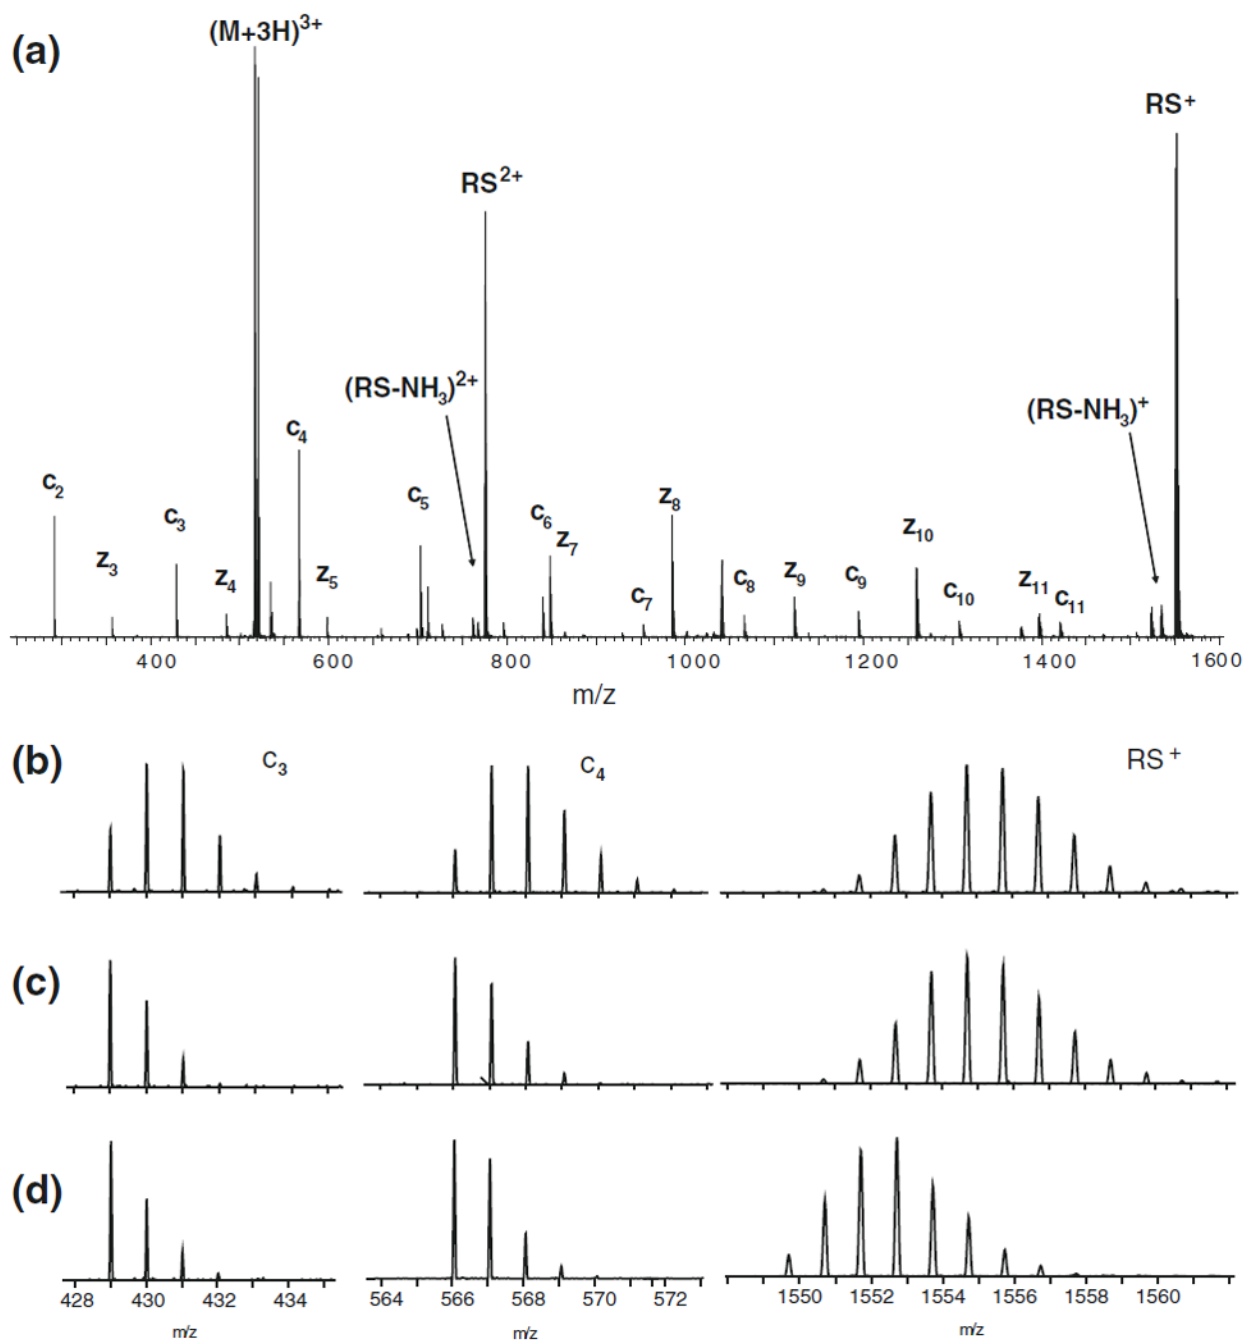 (a)
(M+3H)3+
RS+
RS2+
(RS-NH3)2+
(RS-NH3)+
c2
z3
c3
z4
c4
z5
c5
c6
z7
z8
c7
c8
z9
c9
z10
c10
z11
c11
400 600 800 1000 1200 1400 1600
m/z
(b) C3 C4 RS+
(c)
(d)
428 430 432 434 564 566 568 570 572 1550 1552 1554 1556 1558 1560
m/z m/z m/z